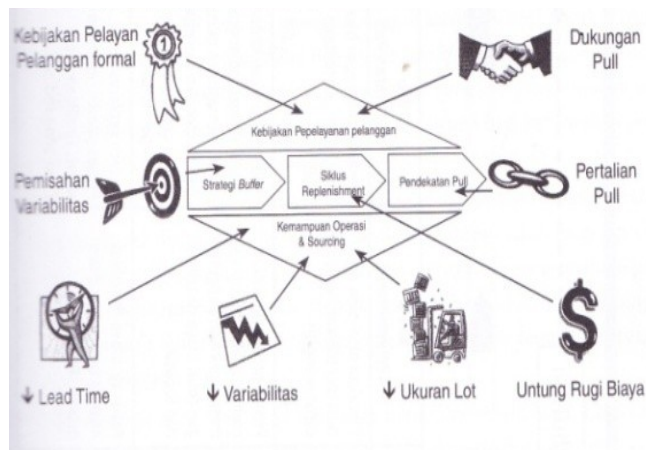 Kebijakan Pelayan
Pelanggan formal
1
Dukungan
Pull
Kebijakan Pepelayanan pelanggan
Pemisahan
Variabilitas
Strategi Buffer
Siklus
Replenishment
Pendekatan Pull
Pertalian
Pull
Kemampuan Operasi
& Sourcing
↓ Lead Time
↓ Variabilitas
↓ Ukuran Lot
Untung Rugi Biaya
$